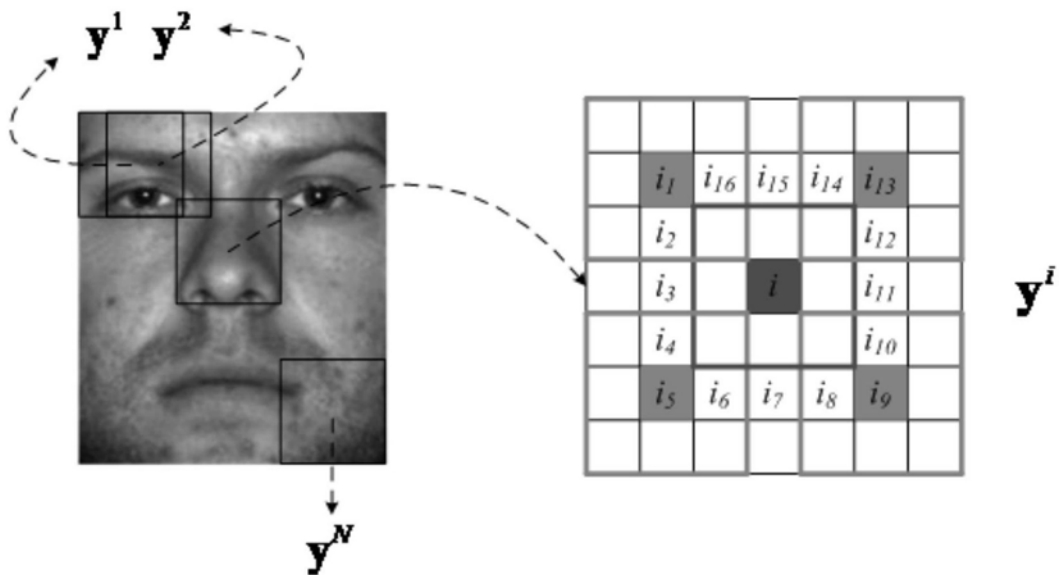 y¹ y²
i₁ i₁₆ i₁₅ i₁₄ i₁₃
i₂ i₁₂
i₃ i i₁₁ yⁱ
i₄ i₁₀
i₅ i₆ i₇ i₈ i₉
yᴺ